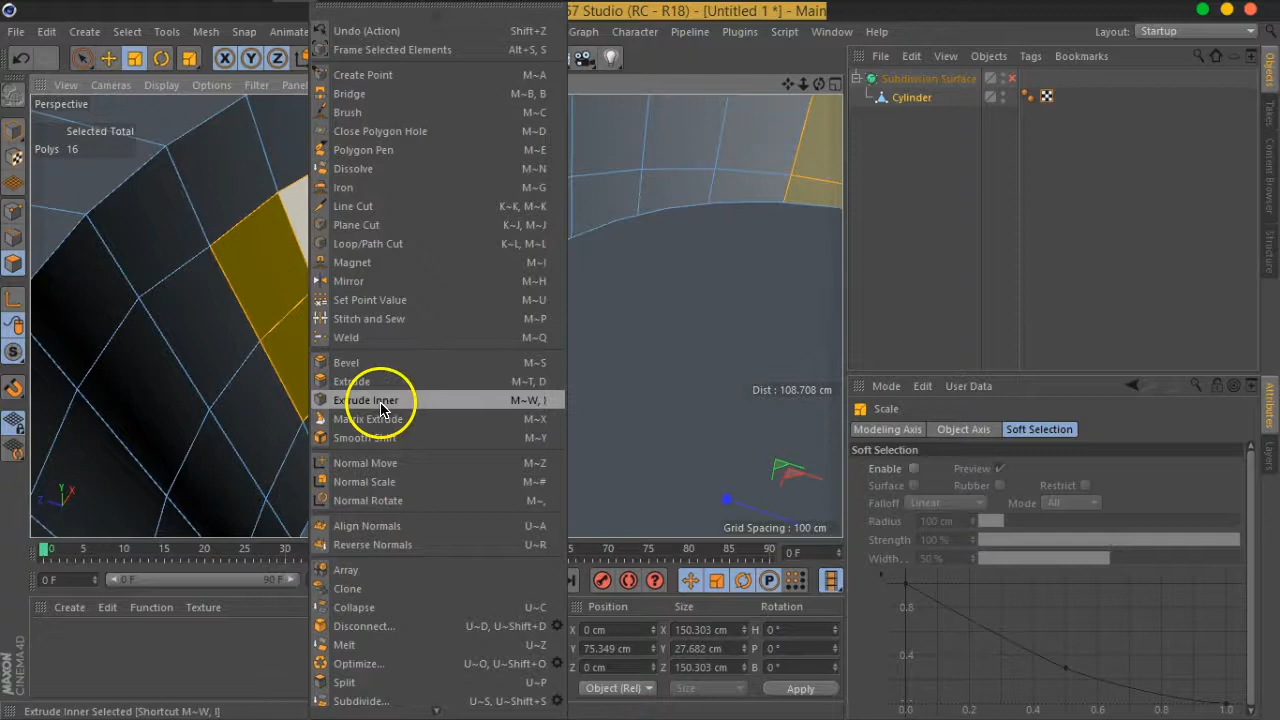 57 Studio (RC - R18) - [Untitled 1 *] - Main
File Edit Create Select Tools Mesh Snap Animate Graph Character Pipeline Plugins Script Window Help Layout: Startup
X Y Z
View Cameras Display Options Filter Panel
File Edit View Objects Tags Bookmarks
Perspective
Selected Total
Polys 16
Undo (Action) Shift+Z
Frame Selected Elements Alt+S, S
Create Point M~A
Bridge M~B, B
Brush M~C
Close Polygon Hole M~D
Polygon Pen M~E
Dissolve M~N
Iron M~G
Line Cut K~K, M~K
Plane Cut K~J, M~J
Loop/Path Cut K~L, M~L
Magnet M~I
Mirror M~H
Set Point Value M~U
Stitch and Sew M~P
Weld M~Q
Bevel M~S
Extrude M~T, D
Extrude Inner M~W, I
Matrix Extrude M~X
Smooth Shift M~Y
Normal Move M~Z
Normal Scale M~#
Normal Rotate M~,
Align Normals U~A
Reverse Normals U~R
Array
Clone
Collapse U~C
Disconnect... U~D, U~Shift+D
Melt U~Z
Optimize... U~O, U~Shift+O
Split U~P
Subdivide... U~S, U~Shift+S
Dist : 108.708 cm
Grid Spacing : 100 cm
Y X Z
Subdivision Surface
Cylinder
Objects
Takes
Content Browser
Structure
Mode Edit User Data
Scale
Modeling Axis Object Axis Soft Selection
Soft Selection
Enable Preview
Surface Rubber Restrict
Falloff Linear Mode All
Radius 100 cm
Strength 100 %
Width.. 50 %
0.8
0.4
0.0 0.2 0.4 0.6 0.8 1.0
Attributes
Layers
0 5 10 15 20 25 30 65 70 75 80 85 90 0 F
0 F 0 F 90 F
P
Create Edit Function Texture
Position Size Rotation
X 0 cm X 150.303 cm H 0 °
Y 75.349 cm Y 27.682 cm P 0 °
Z 0 cm Z 150.303 cm B 0 °
Object (Rel) Size Apply
MAXON
CINEMA4D
Extrude Inner Selected [Shortcut M~W, I]